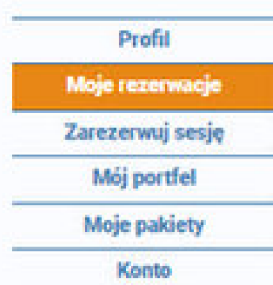 Profil
Moje rezerwacje
Zarezerwuj sesję
Mój portfel
Moje pakiety
Konto